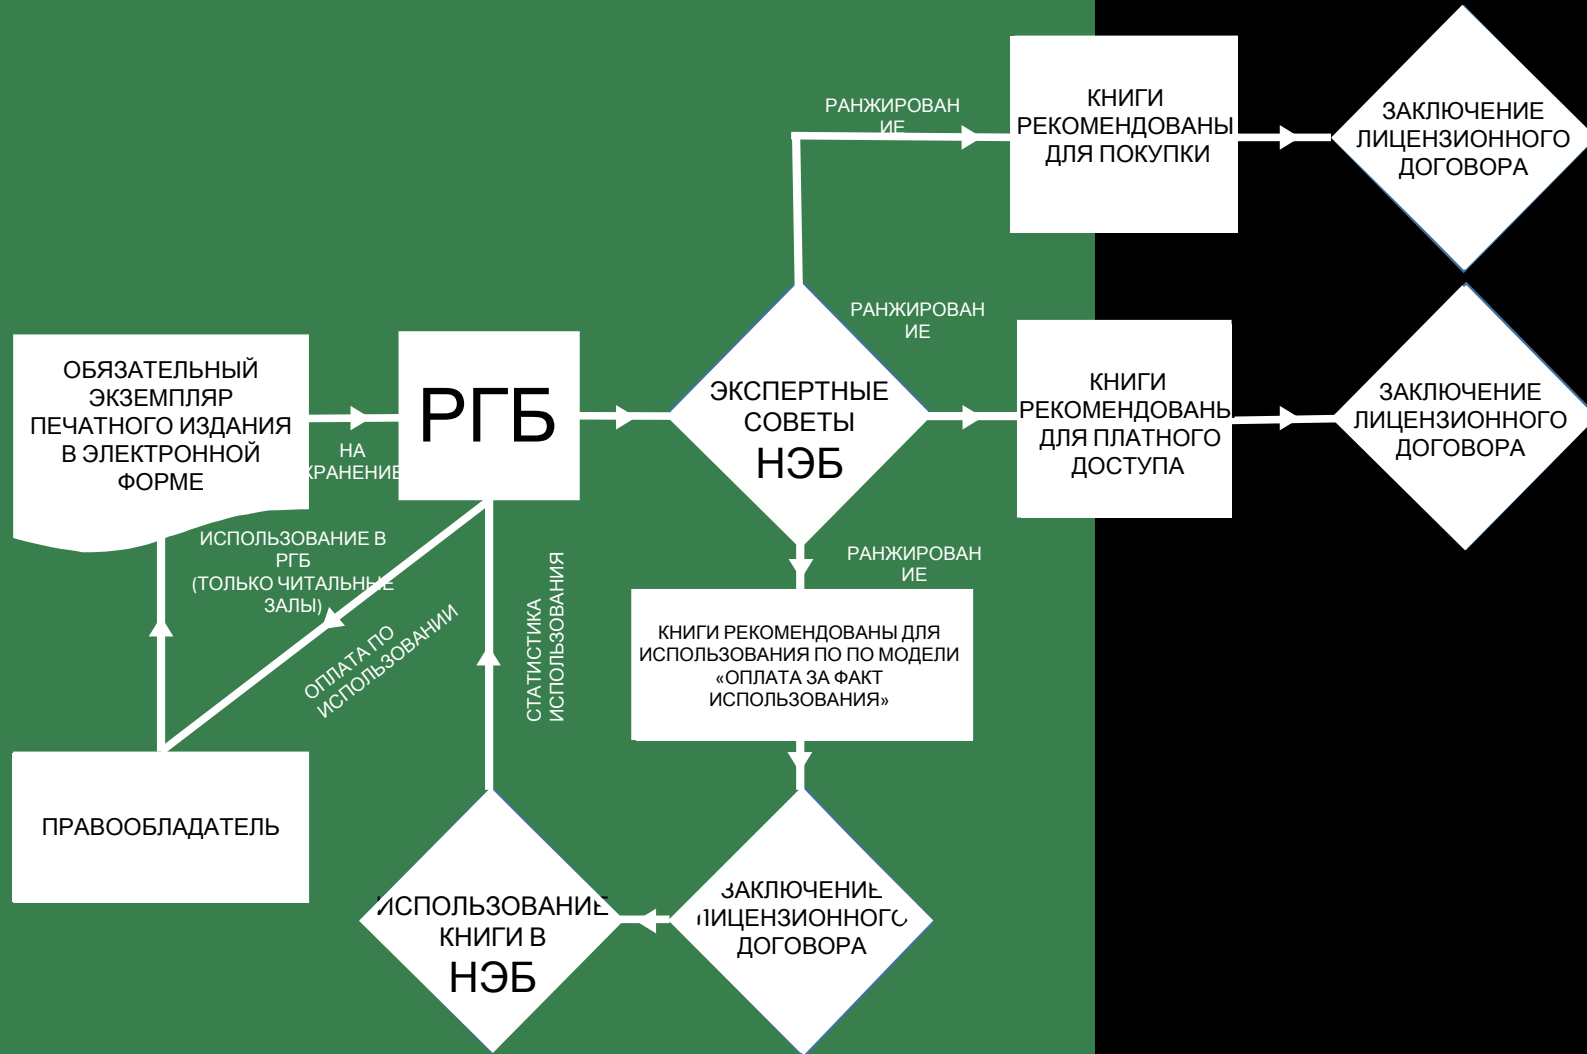 РАНЖИРОВАН
ИЕ
КНИГИ
РЕКОМЕНДОВАНЫ
ДЛЯ ПОКУПКИ
ЗАКЛЮЧЕНИЕ
ЛИЦЕНЗИОННОГО
ДОГОВОРА
РАНЖИРОВАН
ИЕ
ОБЯЗАТЕЛЬНЫЙ
ЭКЗЕМПЛЯР
ПЕЧАТНОГО ИЗДАНИЯ
В ЭЛЕКТРОННОЙ
ФОРМЕ
НА
ХРАНЕНИЕ
РГБ
ЭКСПЕРТНЫЕ
СОВЕТЫ
НЭБ
КНИГИ
РЕКОМЕНДОВАНЫ
ДЛЯ ПЛАТНОГО
ДОСТУПА
ЗАКЛЮЧЕНИЕ
ЛИЦЕНЗИОННОГО
ДОГОВОРА
ИСПОЛЬЗОВАНИЕ В
РГБ
(ТОЛЬКО ЧИТАЛЬНЫЕ
ЗАЛЫ)
ОПЛАТА ПО
ИСПОЛЬЗОВАНИИ
СТАТИСТИКА
ИСПОЛЬЗОВАНИЯ
РАНЖИРОВАН
ИЕ
КНИГИ РЕКОМЕНДОВАНЫ ДЛЯ
ИСПОЛЬЗОВАНИЯ ПО ПО МОДЕЛИ
«ОПЛАТА ЗА ФАКТ
ИСПОЛЬЗОВАНИЯ»
ПРАВООБЛАДАТЕЛЬ
ИСПОЛЬЗОВАНИЕ
КНИГИ В
НЭБ
ЗАКЛЮЧЕНИЕ
ЛИЦЕНЗИОННОГО
ДОГОВОРА